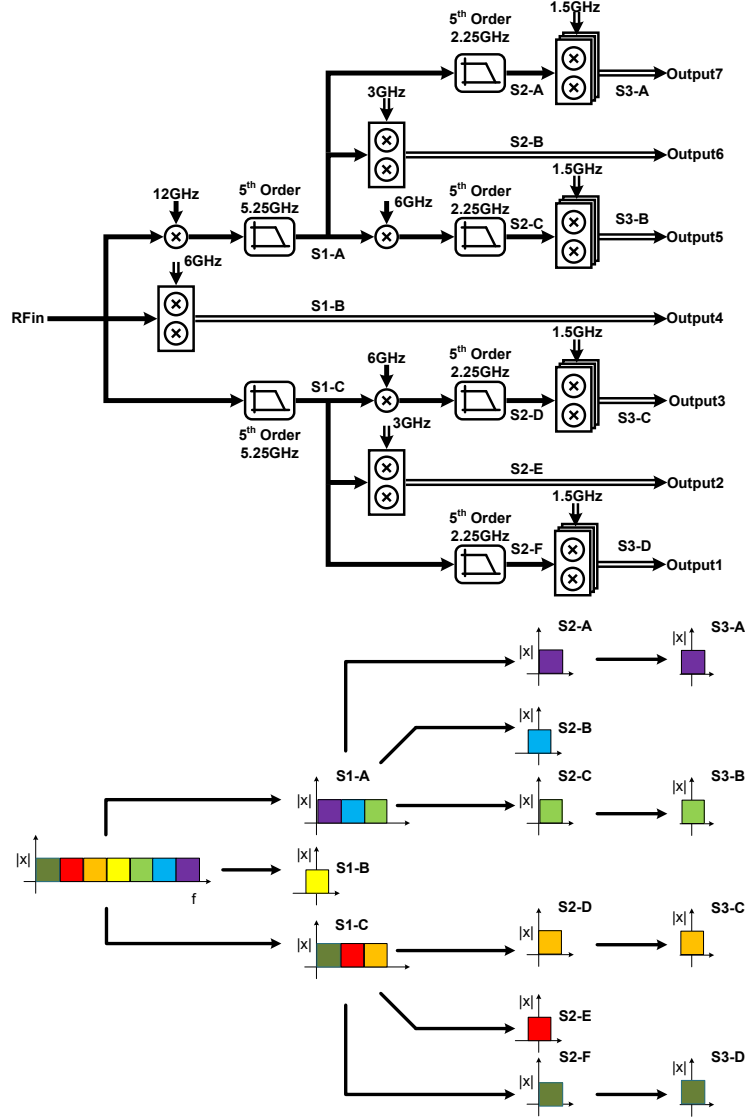 5th Order
2.25GHz
1.5GHz
S2-A
S3-A
Output7
3GHz
S2-B
Output6
12GHz
5th Order
5.25GHz
S1-A
6GHz
5th Order
2.25GHz
S2-C
1.5GHz
S3-B
Output5
6GHz
RFin
S1-B
Output4
5th Order
5.25GHz
S1-C
6GHz
5th Order
2.25GHz
S2-D
1.5GHz
S3-C
Output3
3GHz
S2-E
Output2
5th Order
2.25GHz
S2-F
1.5GHz
S3-D
Output1
S2-A
|x|
S3-A
|x|
S2-B
|x|
S1-A
|x|
S2-C
|x|
S3-B
|x|
|x|
f
S1-B
|x|
S1-C
|x|
S2-D
|x|
S3-C
|x|
S2-E
|x|
S2-F
|x|
S3-D
|x|